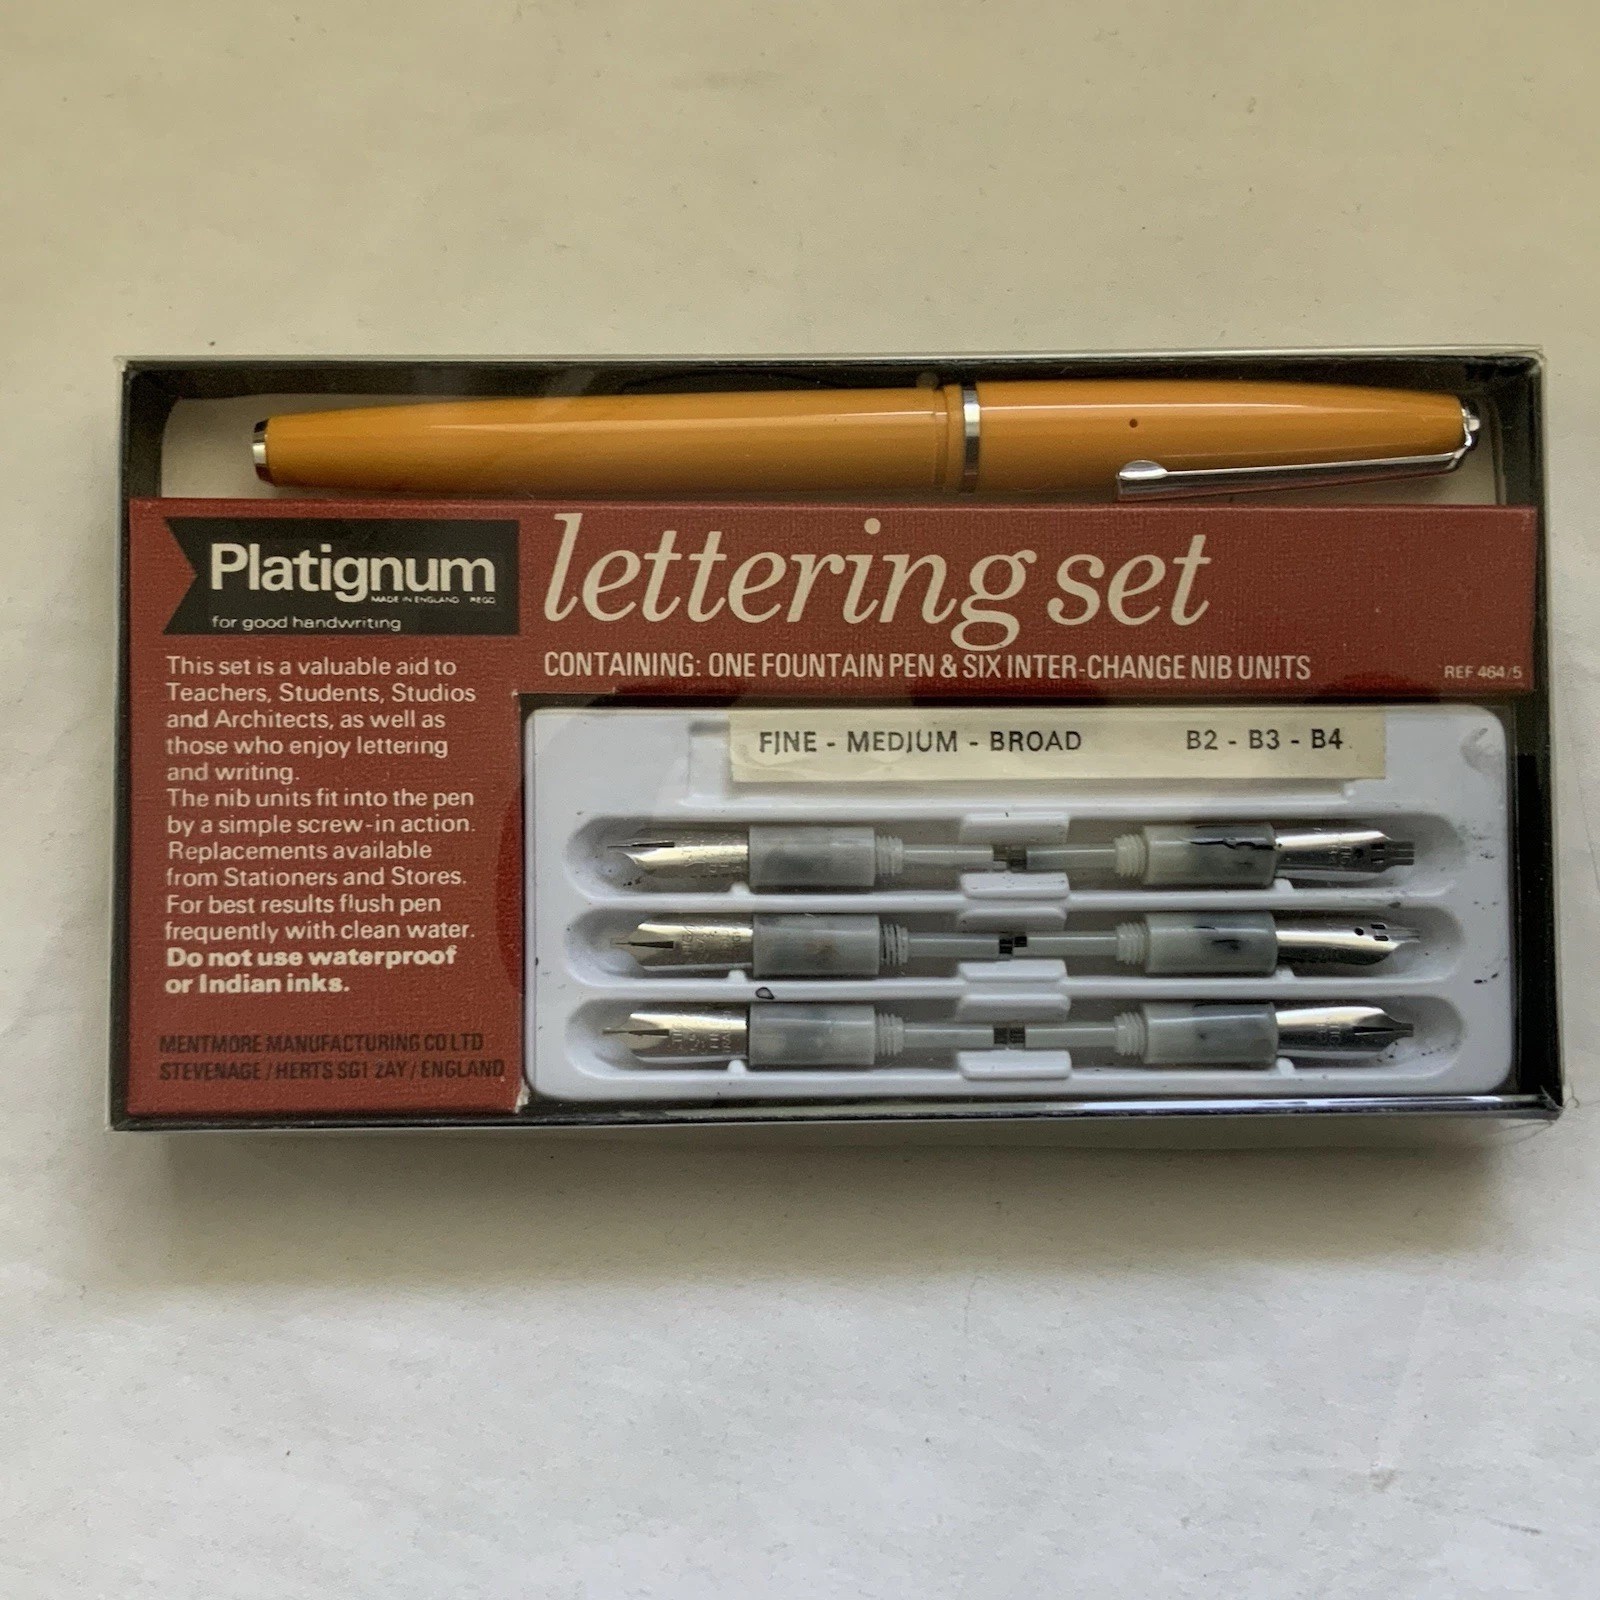 Platignum
MADE IN ENGLAND REGD
for good handwriting
lettering set
CONTAINING: ONE FOUNTAIN PEN & SIX INTER-CHANGE NIB UNITS
REF 464/5
This set is a valuable aid to
Teachers, Students, Studios
and Architects, as well as
those who enjoy lettering
and writing.
The nib units fit into the pen
by a simple screw-in action.
Replacements available
from Stationers and Stores.
For best results flush pen
frequently with clean water.
Do not use waterproof
or Indian inks.
MENTMORE MANUFACTURING CO LTD
STEVENAGE / HERTS SG1 2AY / ENGLAND
FINE - MEDIUM - BROAD B2 - B3 - B4